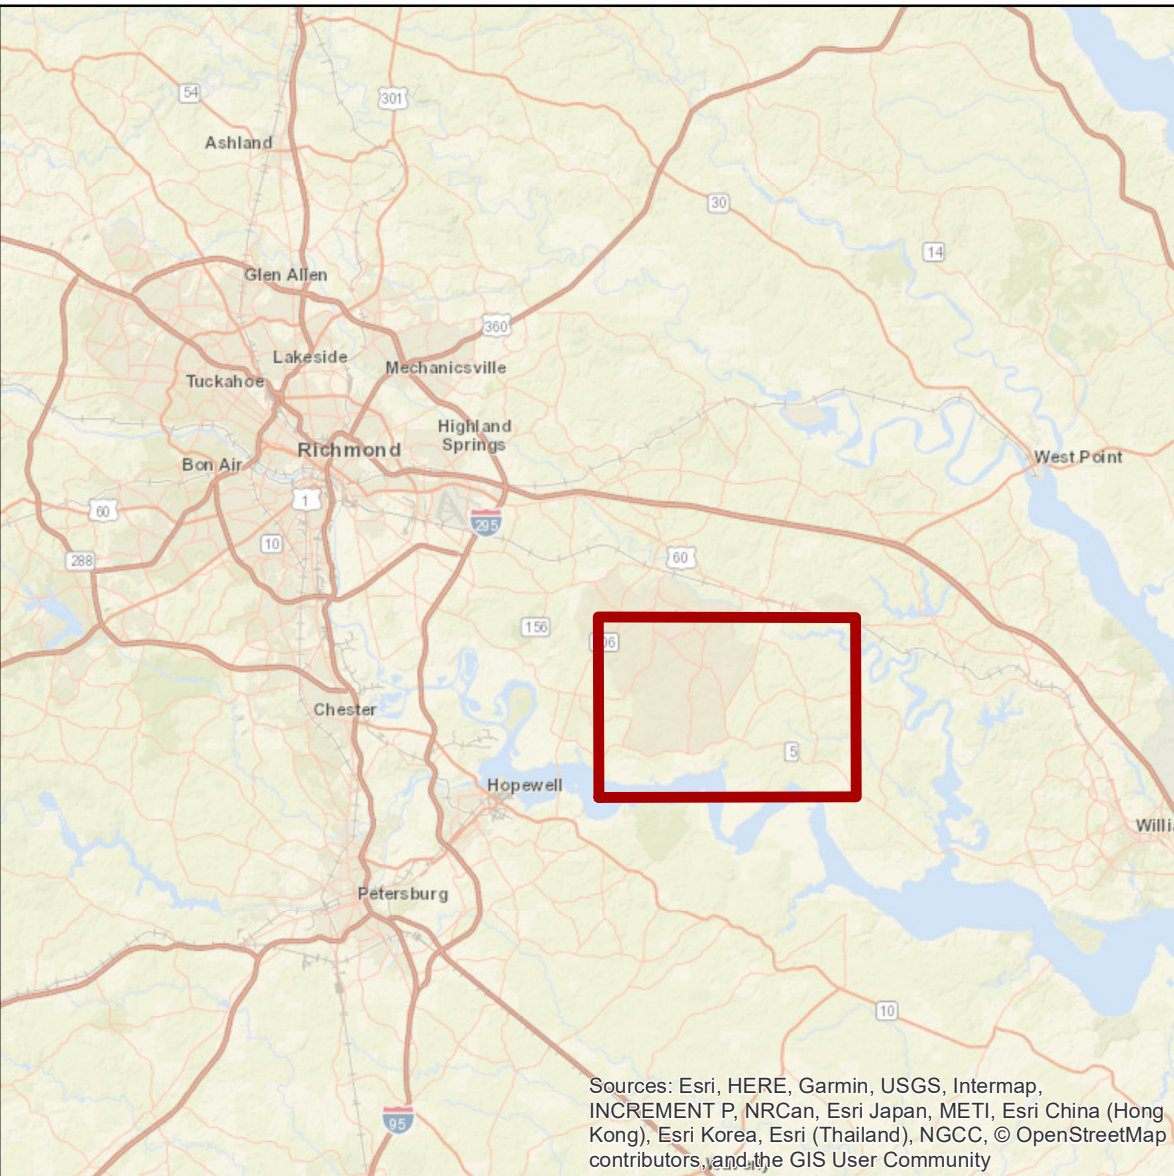 54
301
Ashland
30
14
Glen Allen
360
Lakeside
Mechanicsville
Tuckahoe
Highland
Springs
Richmond
Bon Air
West Point
1
60
295
10
288
60
156
06
Chester
5
Hopewell
Willi
Petersburg
10
95
Sources: Esri, HERE, Garmin, USGS, Intermap,
INCREMENT P, NRCan, Esri Japan, METI, Esri China (Hong
Kong), Esri Korea, Esri (Thailand), NGCC, © OpenStreetMap
contributors, and the GIS User Community